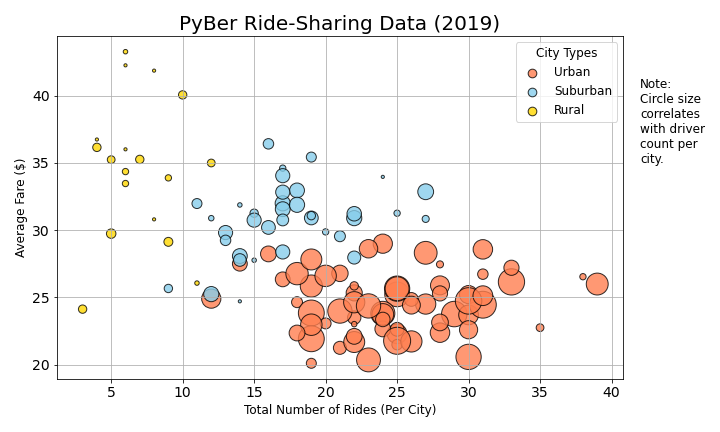 PyBer Ride-Sharing Data (2019)
City Types
Urban
Suburban
Rural
Note:
Circle size
correlates
with driver
count per
city.
Average Fare ($)
40
35
30
25
20
5 10 15 20 25 30 35 40
Total Number of Rides (Per City)